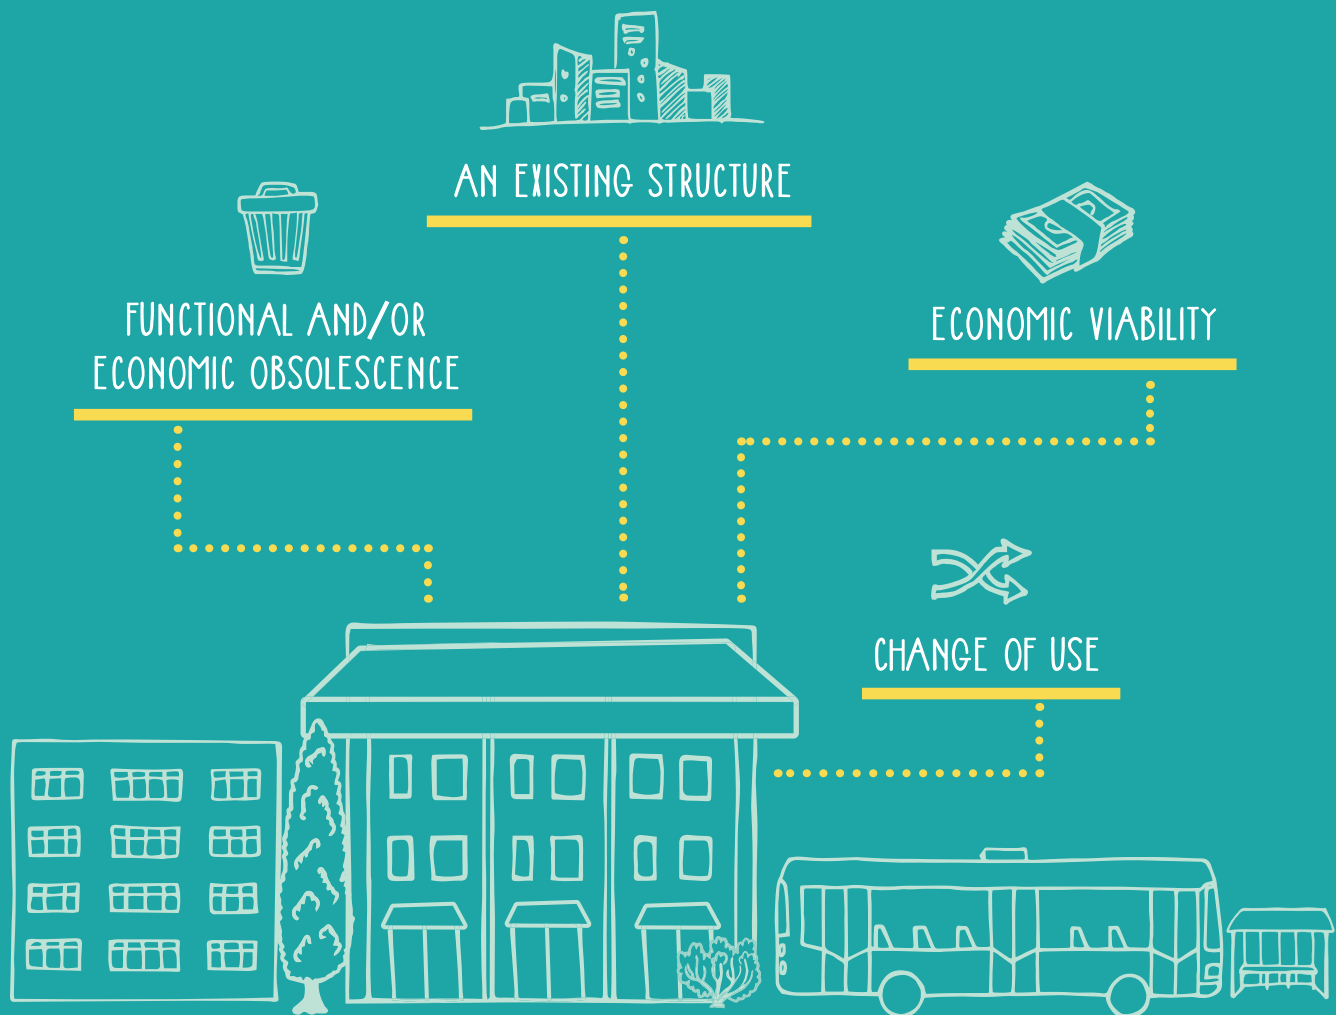 AN EXISTING STRUCTURE
FUNCTIONAL AND/OR
ECONOMIC OBSOLESCENCE
ECONOMIC VIABILITY
CHANGE OF USE